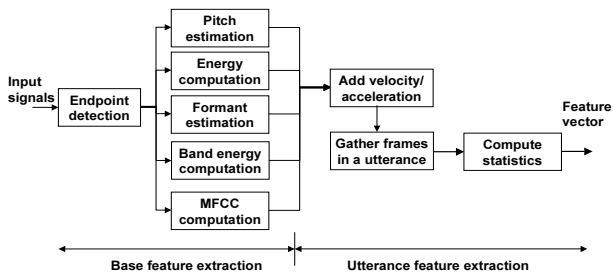 Input
signals
Endpoint
detection
Pitch
estimation
Energy
computation
Formant
estimation
Band energy
computation
MFCC
computation
Add velocity/
acceleration
Gather frames
in a utterance
Compute
statistics
Feature
vector
Base feature extraction
Utterance feature extraction